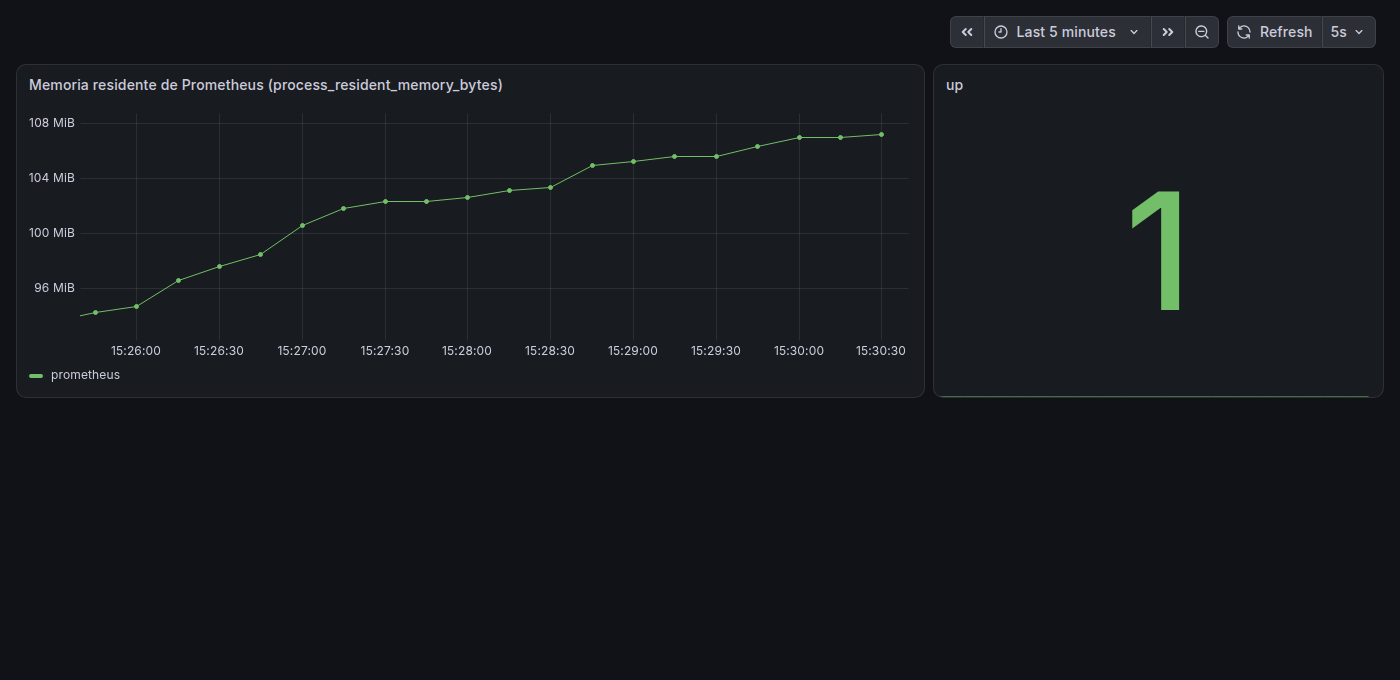 Last 5 minutes
Refresh
5s
Memoria residente de Prometheus (process_resident_memory_bytes)
108 MiB
104 MiB
100 MiB
96 MiB
15:26:00 15:26:30 15:27:00 15:27:30 15:28:00 15:28:30 15:29:00 15:29:30 15:30:00 15:30:30
prometheus
up
1